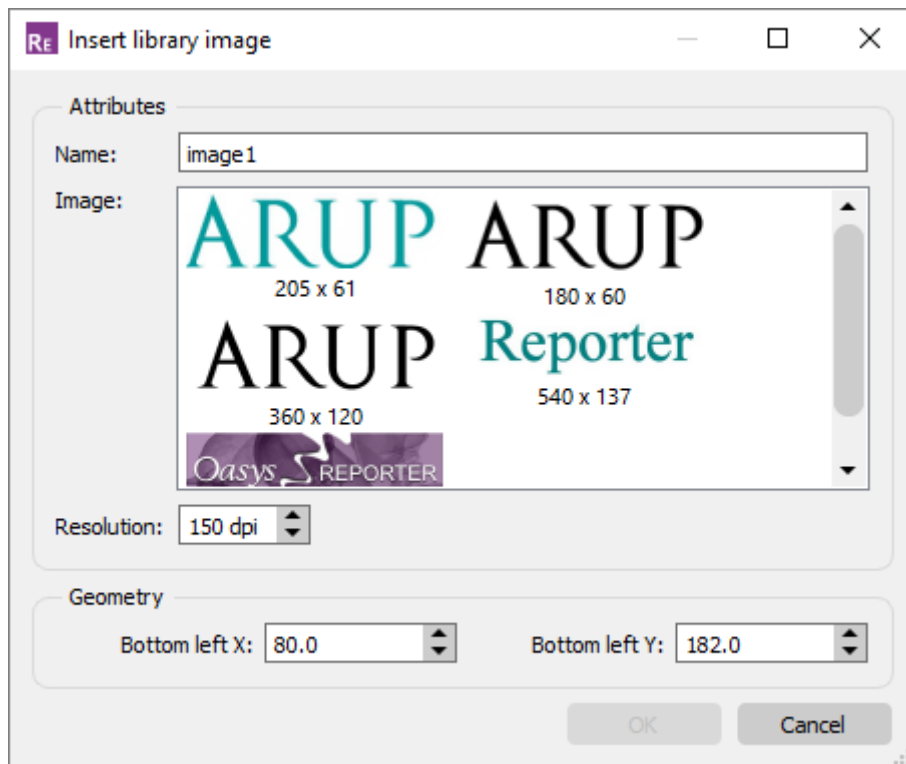 RE Insert library image
Attributes
Name: image1
Image:
ARUP ARUP
205 x 61 180 x 60
ARUP Reporter
360 x 120 540 x 137
Oasys REPORTER
Resolution: 150 dpi
Geometry
Bottom left X: 80.0 Bottom left Y: 182.0
OK Cancel